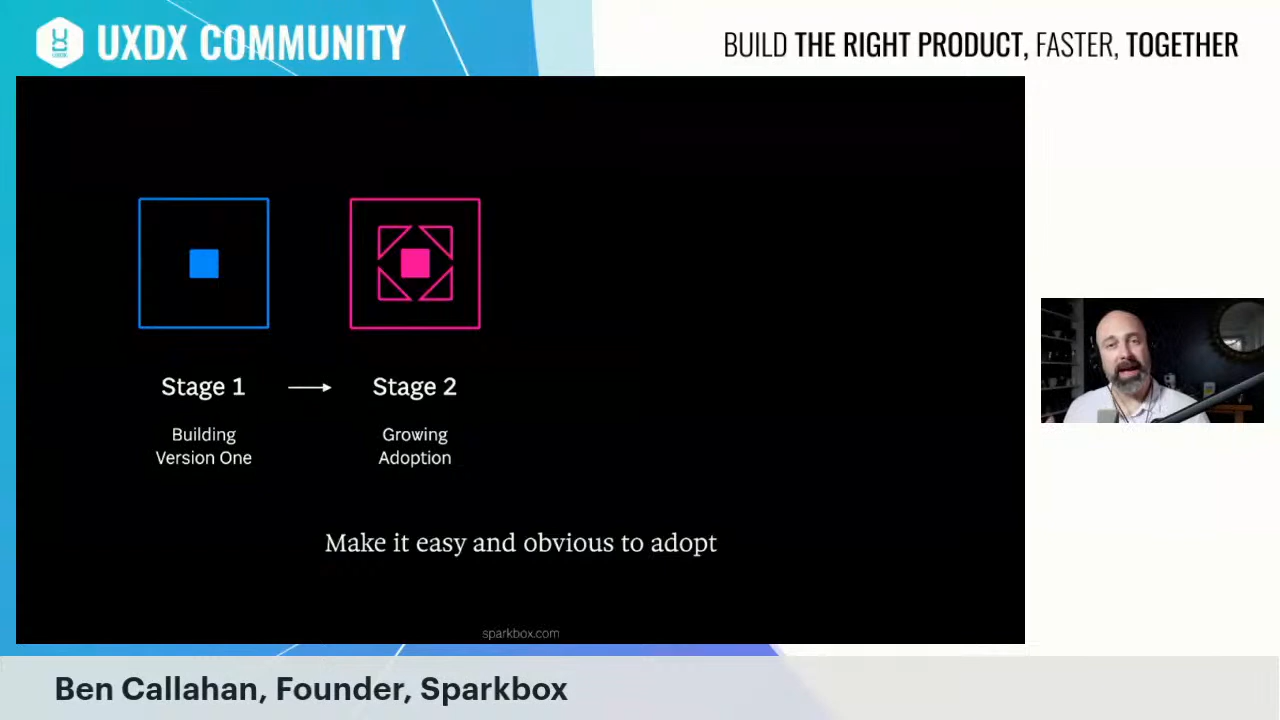 UXDX COMMUNITY
BUILD THE RIGHT PRODUCT, FASTER, TOGETHER
Stage 1
Stage 2
Building
Version One
Growing
Adoption
Make it easy and obvious to adopt
sparkbox.com
Ben Callahan, Founder, Sparkbox